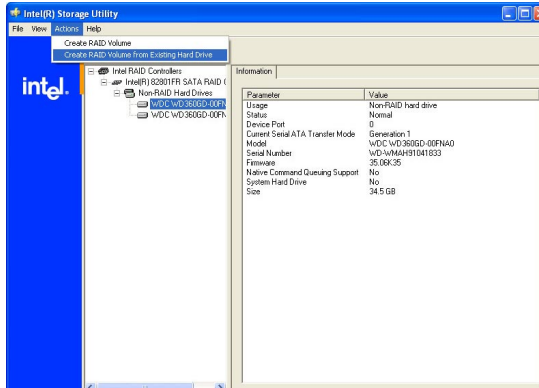 Intel(R) Storage Utility
File View Actions Help
Create RAID Volume
Create RAID Volume from Existing Hard Drive
intel.
Intel RAID Controllers
Intel(R) 82801FR SATA RAID
Non-RAID Hard Drives
WDC WD360GD-00FN
WDC WD360GD-00FN
Information
Parameter Value
Usage Non-RAID hard drive
Status Normal
Device Port 0
Current Serial ATA Transfer Mode Generation 1
Model WDC WD360GD-00FNA0
Serial Number WD-WMAH91041833
Firmware 35.06K35
Native Command Queuing Support No
System Hard Drive No
Size 34.5 GB